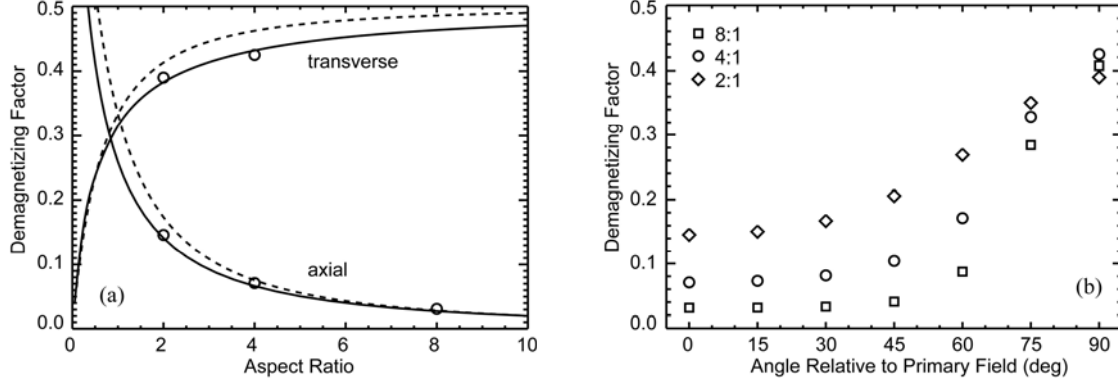 0.5
0.4
0.3
0.2
0.1
0.0
Demagnetizing Factor
transverse
axial
(a)
0 2 4 6 8 10
Aspect Ratio
0.5
0.4
0.3
0.2
0.1
0.0
Demagnetizing Factor
8:1
4:1
2:1
(b)
0 15 30 45 60 75 90
Angle Relative to Primary Field (deg)